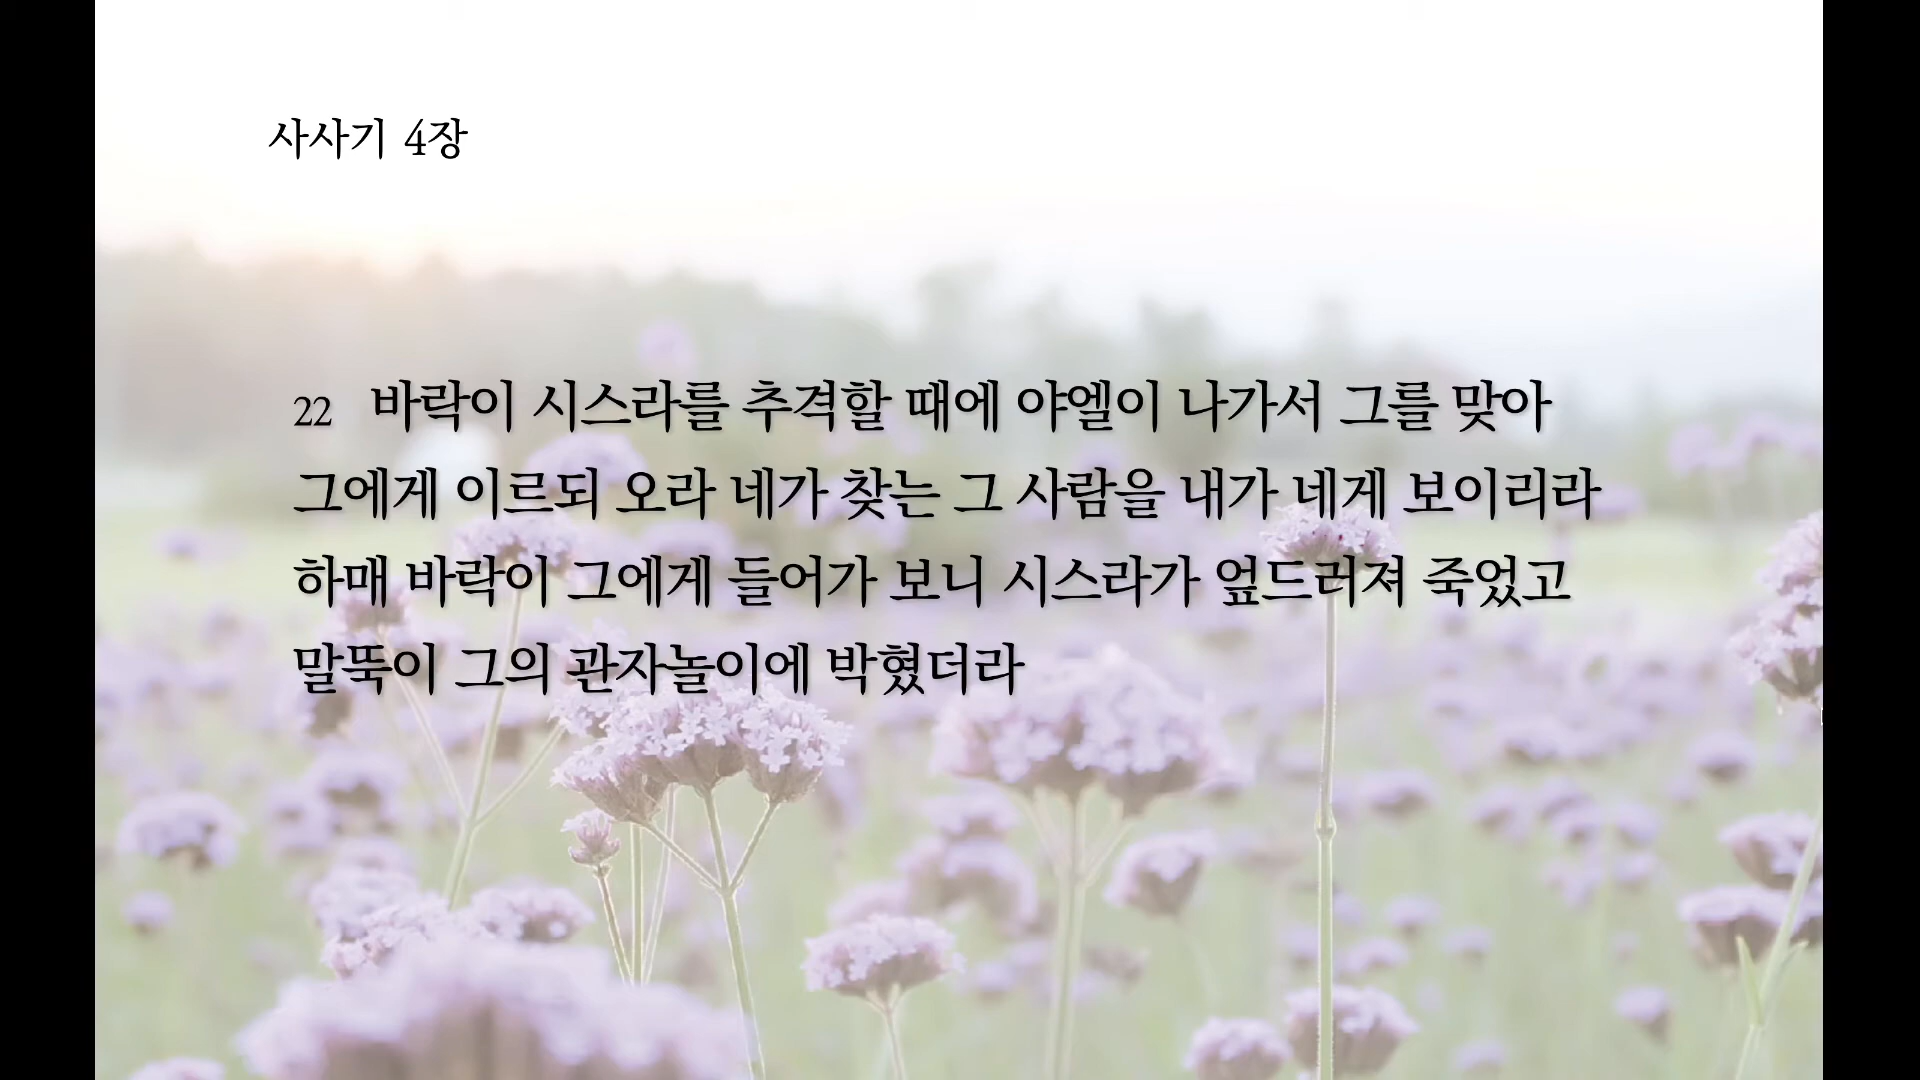 사사기 4장
22 바락이 시스라를 추격할 때에 야엘이 나가서 그를 맞아
그에게 이르되 오라 네가 찾는 그 사람을 내가 네게 보이리라
하매 바락이 그에게 들어가 보니 시스라가 엎드러져 죽었고
말뚝이 그의 관자놀이에 박혔더라